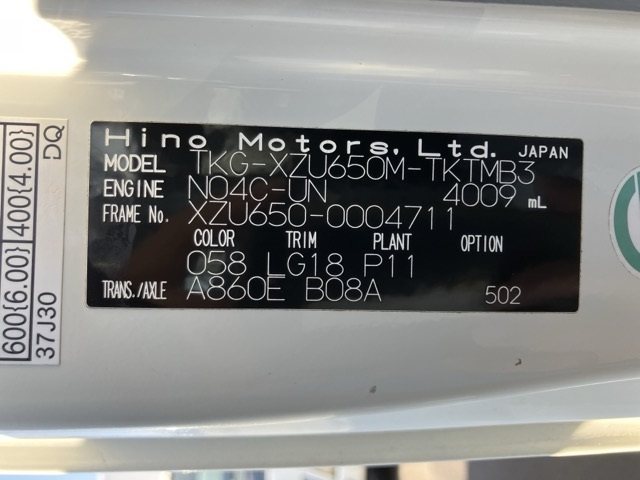 Hino Motors, Ltd. JAPAN
MODEL TKG-XZU650M-TKTMB3
ENGINE N04C-UN 4009 mL
FRAME No. XZU650-0004711
COLOR TRIM PLANT OPTION
058 LG18 P11
TRANS./AXLE A860E B08A 502
600{6.00} 400{4.00}
37J30 DQ